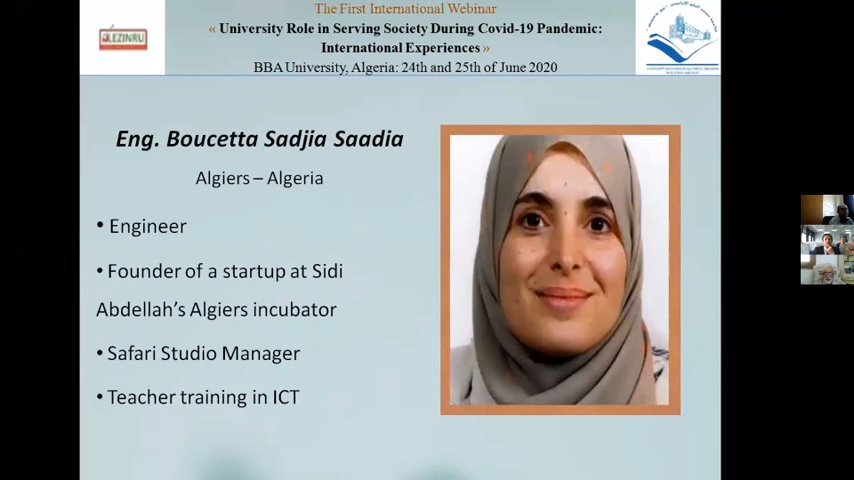 The First International Webinar
« University Role in Serving Society During Covid-19 Pandemic:
International Experiences »
BBA University, Algeria: 24th and 25th of June 2020
Eng. Boucetta Sadjia Saadia
Algiers – Algeria
• Engineer
• Founder of a startup at Sidi
Abdellah's Algiers incubator
• Safari Studio Manager
• Teacher training in ICT